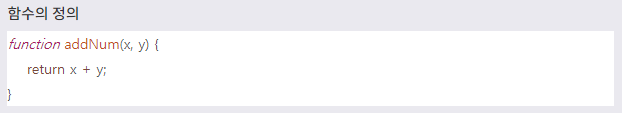 함수의 정의
function addNum(x, y) {
return x + y;
}